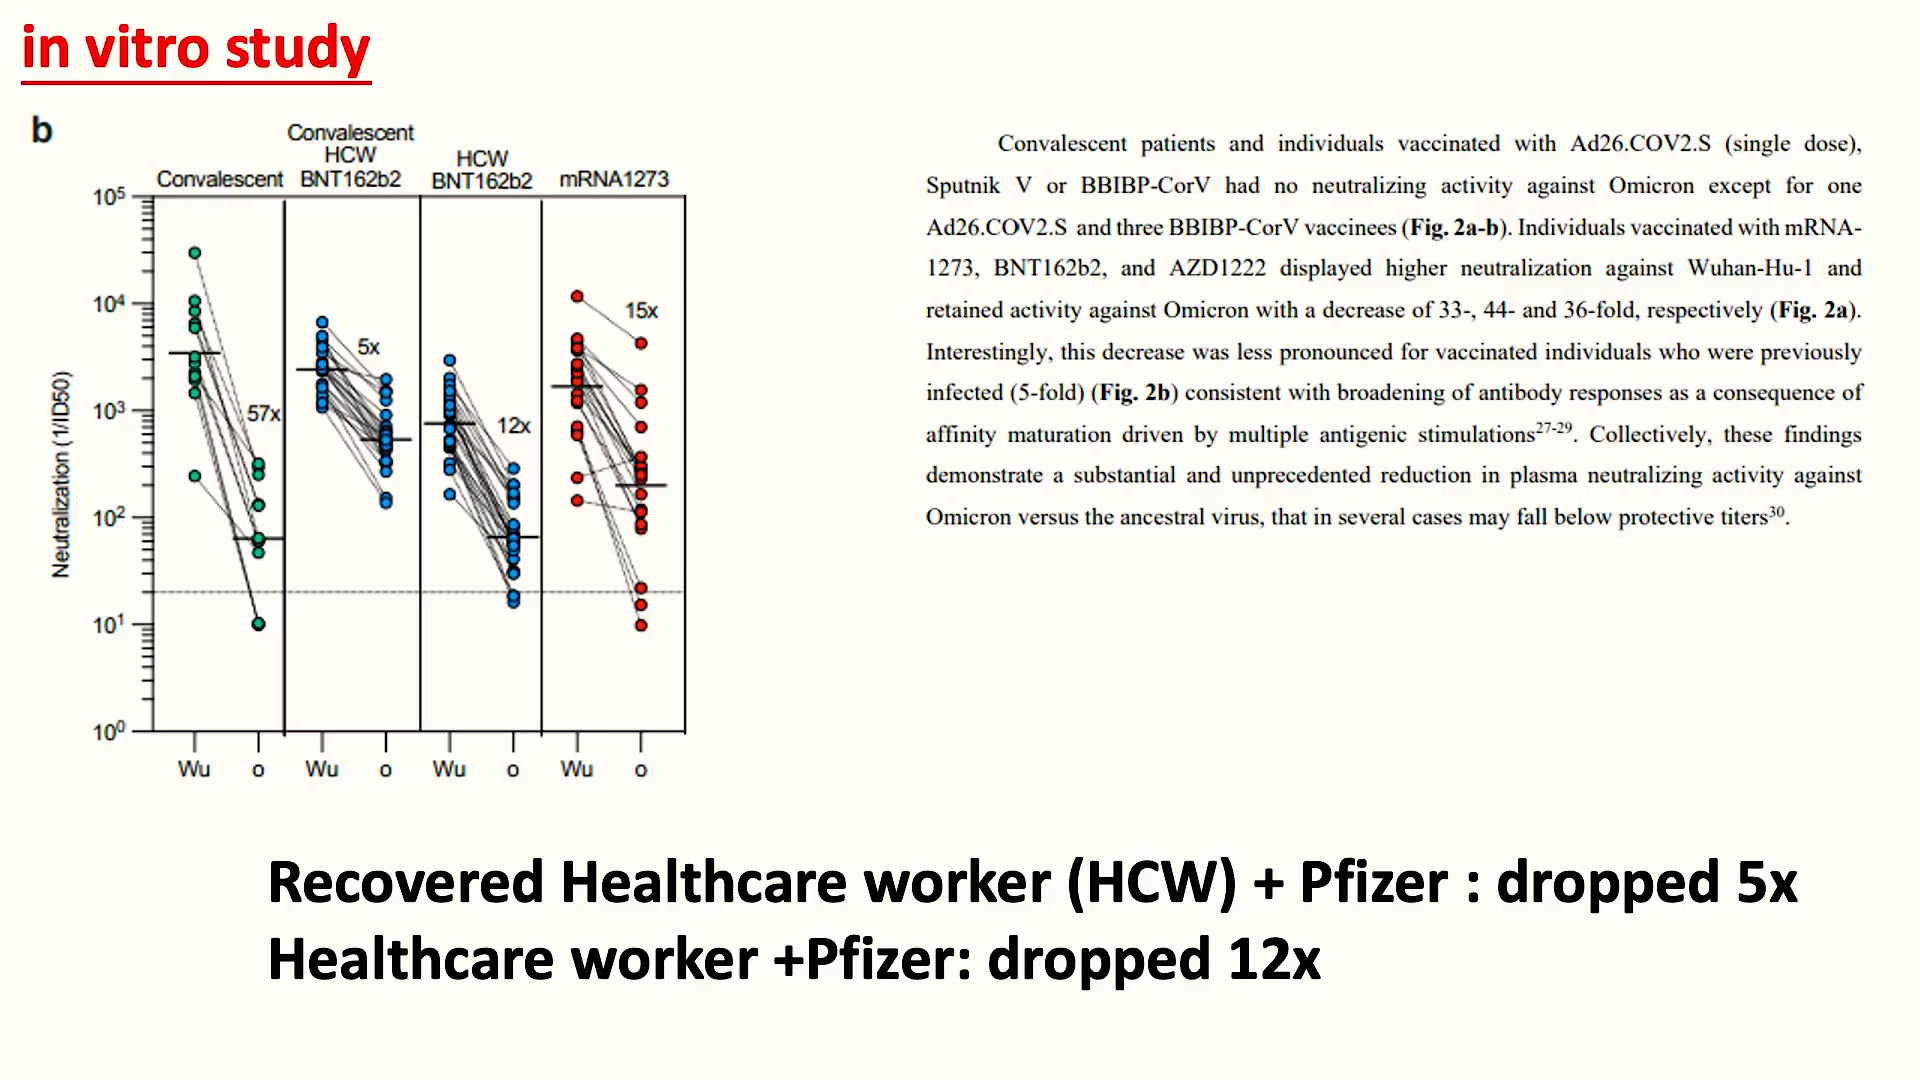 in vitro study
b
Convalescent
Convalescent
HCW
BNT162b2
HCW
BNT162b2
mRNA1273
Neutralization (1/ID50)
10⁵
10⁴
10³
10²
10¹
10⁰
57x
5x
12x
15x
Wu o Wu o Wu o Wu o
Convalescent patients and individuals vaccinated with Ad26.COV2.S (single dose),
Sputnik V or BBIBP-CorV had no neutralizing activity against Omicron except for one
Ad26.COV2.S and three BBIBP-CorV vaccinees (Fig. 2a-b). Individuals vaccinated with mRNA-
1273, BNT162b2, and AZD1222 displayed higher neutralization against Wuhan-Hu-1 and
retained activity against Omicron with a decrease of 33-, 44- and 36-fold, respectively (Fig. 2a).
Interestingly, this decrease was less pronounced for vaccinated individuals who were previously
infected (5-fold) (Fig. 2b) consistent with broadening of antibody responses as a consequence of
affinity maturation driven by multiple antigenic stimulations²⁷⁻²⁹. Collectively, these findings
demonstrate a substantial and unprecedented reduction in plasma neutralizing activity against
Omicron versus the ancestral virus, that in several cases may fall below protective titers³⁰.
Recovered Healthcare worker (HCW) + Pfizer : dropped 5x
Healthcare worker +Pfizer: dropped 12x